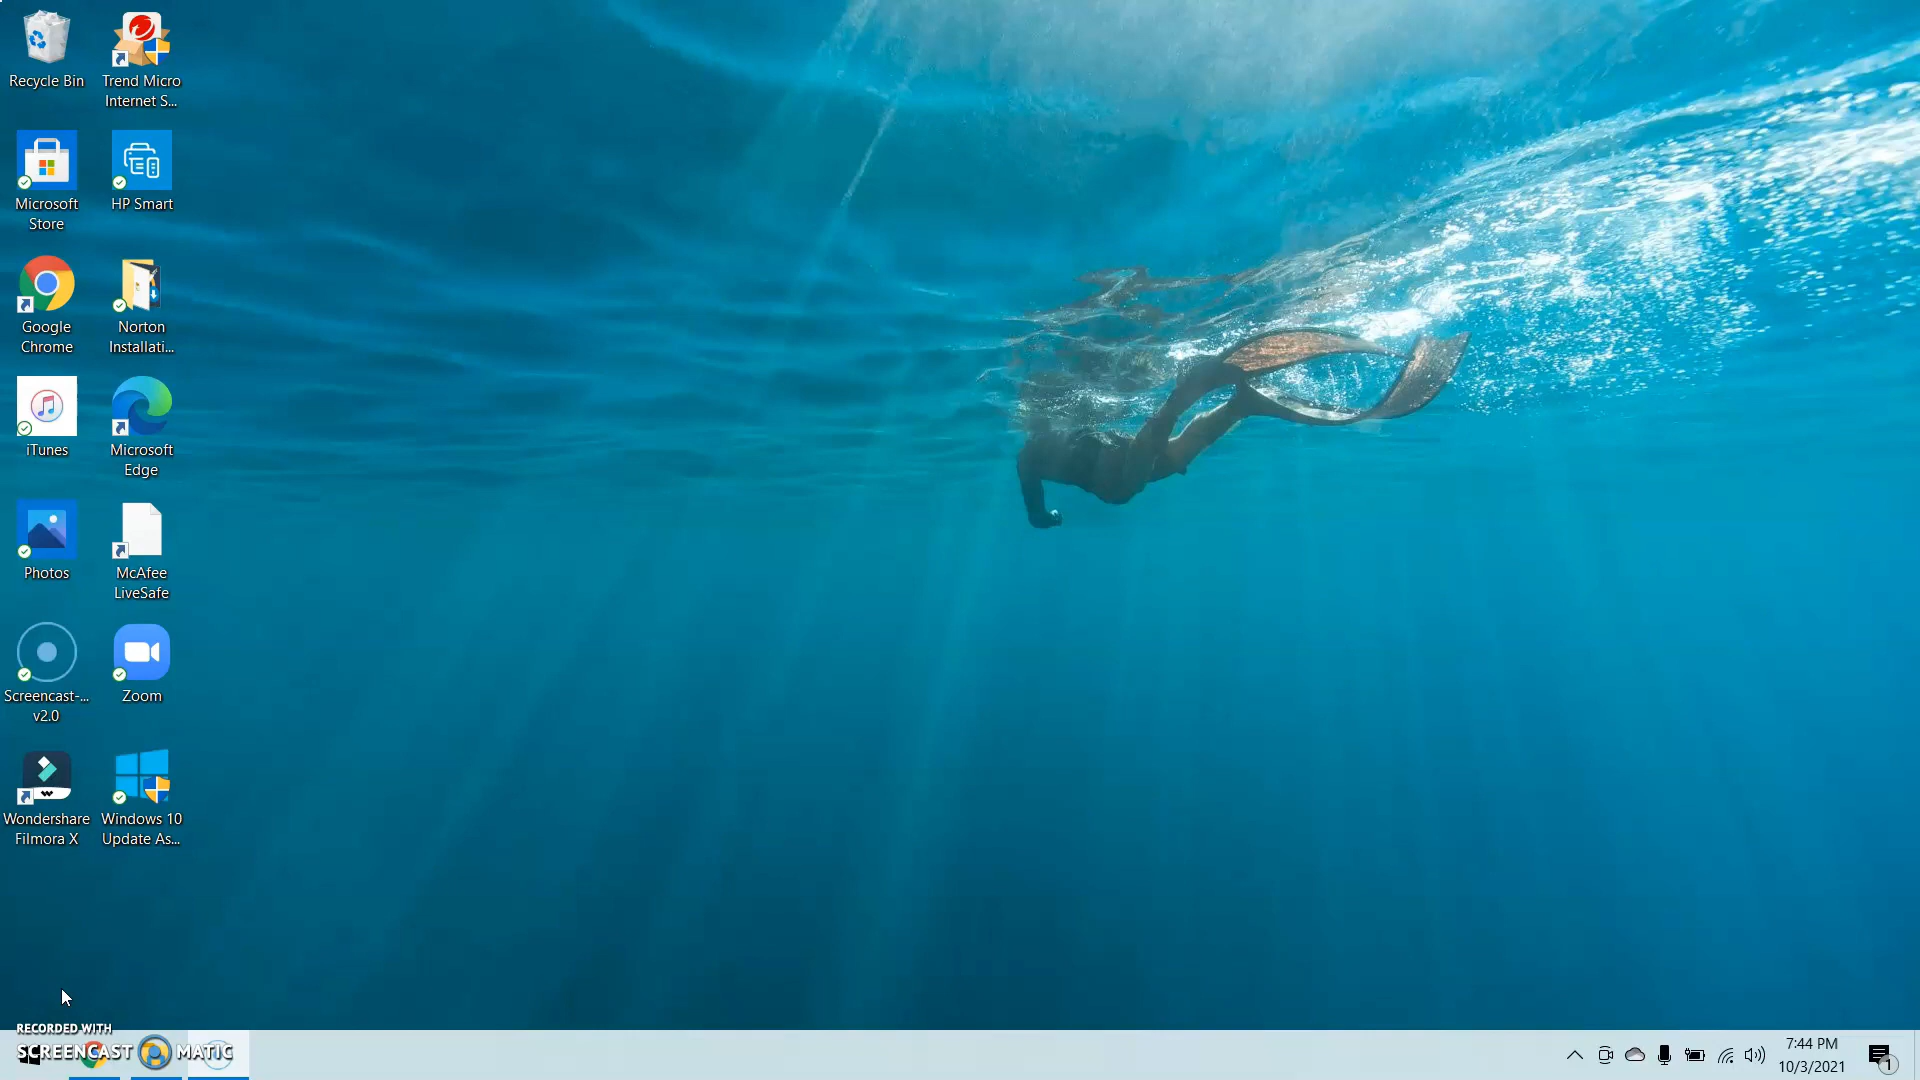 Recycle Bin
Trend Micro
Internet S...
Microsoft
Store
HP Smart
Google
Chrome
Norton
Installati...
iTunes
Microsoft
Edge
Photos
McAfee
LiveSafe
Screencast-...
v2.0
Zoom
Wondershare
Filmora X
Windows 10
Update As...
RECORDED WITH
SCREENCAST MATIC
7:44 PM
10/3/2021
1